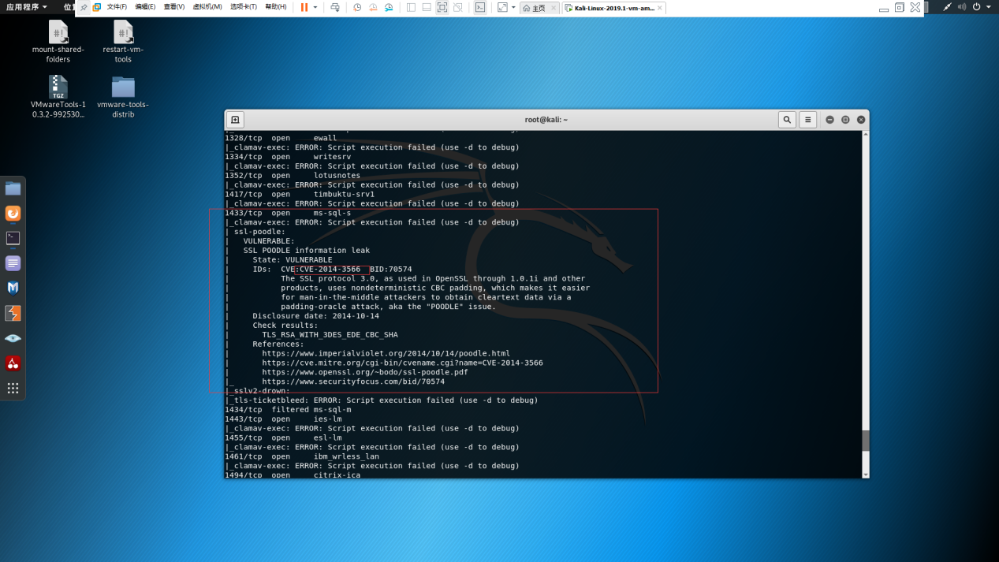 应用程序
位置
文件(F)
编辑(E)
查看(V)
虚拟机(M)
选项卡(T)
帮助(H)
主页
Kali-Linux-2019.1-vm-am...
mount-shared-
folders
restart-vm-
tools
TGZ
VMwareTools-1
0.3.2-992530...
vmware-tools-
distrib
root@kali: ~
1328/tcp  open     ewall
|_clamav-exec: ERROR: Script execution failed (use -d to debug)
1334/tcp  open     writesrv
|_clamav-exec: ERROR: Script execution failed (use -d to debug)
1352/tcp  open     lotusnotes
|_clamav-exec: ERROR: Script execution failed (use -d to debug)
1417/tcp  open     timbuktu-srv1
|_clamav-exec: ERROR: Script execution failed (use -d to debug)
1433/tcp  open     ms-sql-s
|_clamav-exec: ERROR: Script execution failed (use -d to debug)
| ssl-poodle:
|   VULNERABLE:
|   SSL POODLE information leak
|     State: VULNERABLE
|     IDs:  CVE:CVE-2014-3566  BID:70574
|           The SSL protocol 3.0, as used in OpenSSL through 1.0.1i and other
|           products, uses nondeterministic CBC padding, which makes it easier
|           for man-in-the-middle attackers to obtain cleartext data via a
|           padding-oracle attack, aka the "POODLE" issue.
|     Disclosure date: 2014-10-14
|     Check results:
|       TLS_RSA_WITH_3DES_EDE_CBC_SHA
|     References:
|       https://www.imperialviolet.org/2014/10/14/poodle.html
|       https://cve.mitre.org/cgi-bin/cvename.cgi?name=CVE-2014-3566
|       https://www.openssl.org/~bodo/ssl-poodle.pdf
|_      https://www.securityfocus.com/bid/70574
|_sslv2-drown:
|_tls-ticketbleed: ERROR: Script execution failed (use -d to debug)
1434/tcp  filtered ms-sql-m
1443/tcp  open     ies-lm
|_clamav-exec: ERROR: Script execution failed (use -d to debug)
1455/tcp  open     esl-lm
|_clamav-exec: ERROR: Script execution failed (use -d to debug)
1461/tcp  open     ibm_wrless_lan
|_clamav-exec: ERROR: Script execution failed (use -d to debug)
1494/tcp  open     citrix-ica